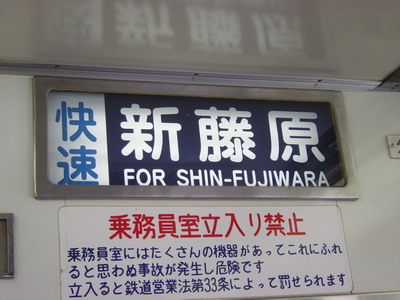 快速
新藤原
FOR SHIN-FUJIWARA
乗務員室立入り禁止
乗務員室にはたくさんの機器があってこれにふれ
ると思わぬ事故が発生し危険です
立入ると鉄道営業法第33条によって罰せられます